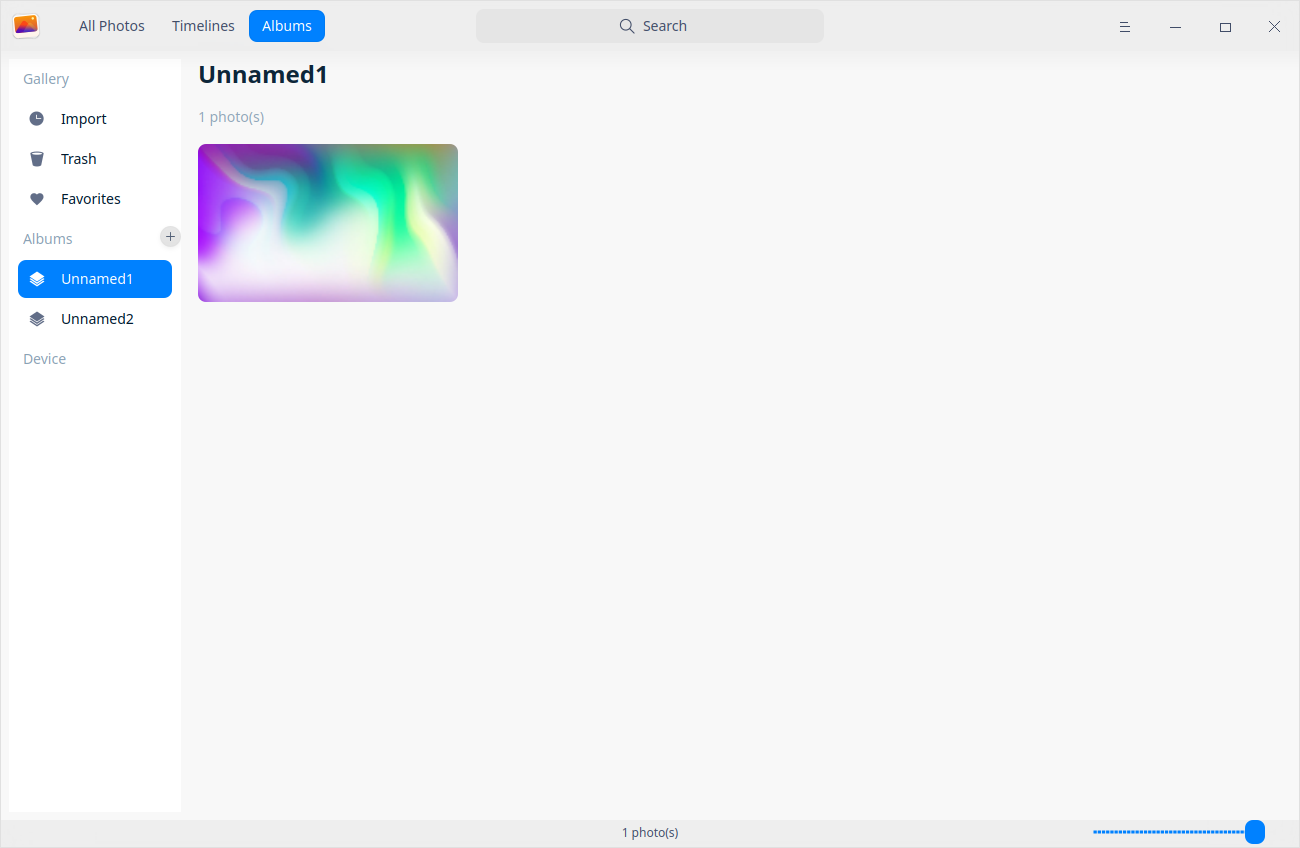 All Photos Timelines Albums Search
Gallery
Import
Trash
Favorites
Albums
Unnamed1
Unnamed2
Device
Unnamed1
1 photo(s)
1 photo(s)